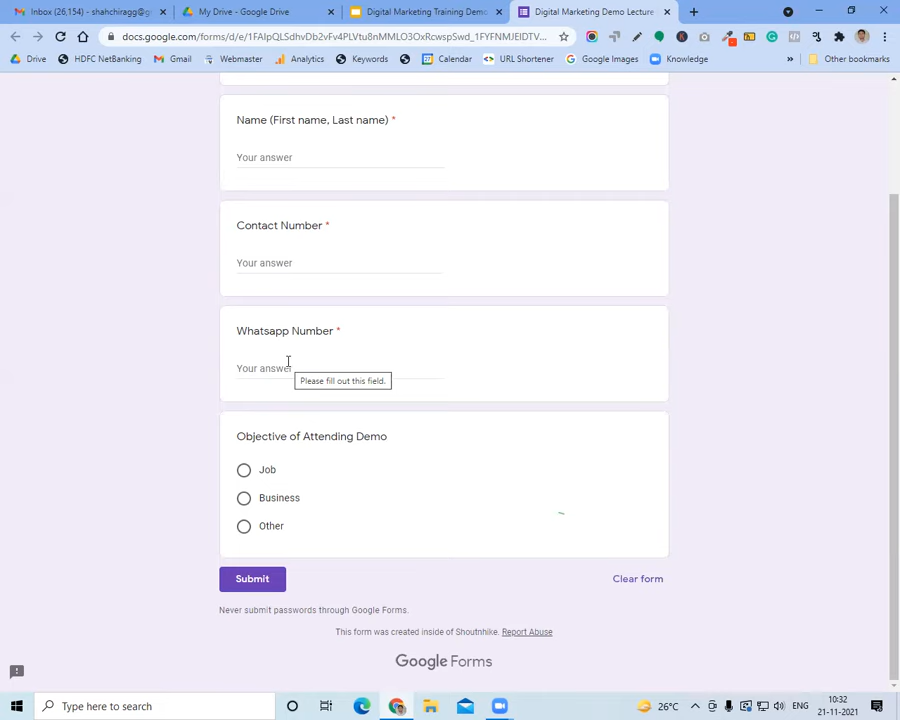 Inbox (26,154) - shahchiragg@g
My Drive - Google Drive
Digital Marketing Training Demo
Digital Marketing Demo Lecture
docs.google.com/forms/d/e/1FAIpQLSdhvDb2vFv4PLVtu8nMMLO3OxRcwspSwd_1FYFNMJEIDTV...
Drive
HDFC NetBanking
Gmail
Webmaster
Analytics
Keywords
Calendar
URL Shortener
Google Images
Knowledge
Other bookmarks
Name (First name, Last name) *
Your answer
Contact Number *
Your answer
Whatsapp Number *
Your answer
Please fill out this field.
Objective of Attending Demo
Job
Business
Other
Submit
Clear form
Never submit passwords through Google Forms.
This form was created inside of Shoutnhike. Report Abuse
Google Forms
Type here to search
26°C
ENG
10:32
21-11-2021